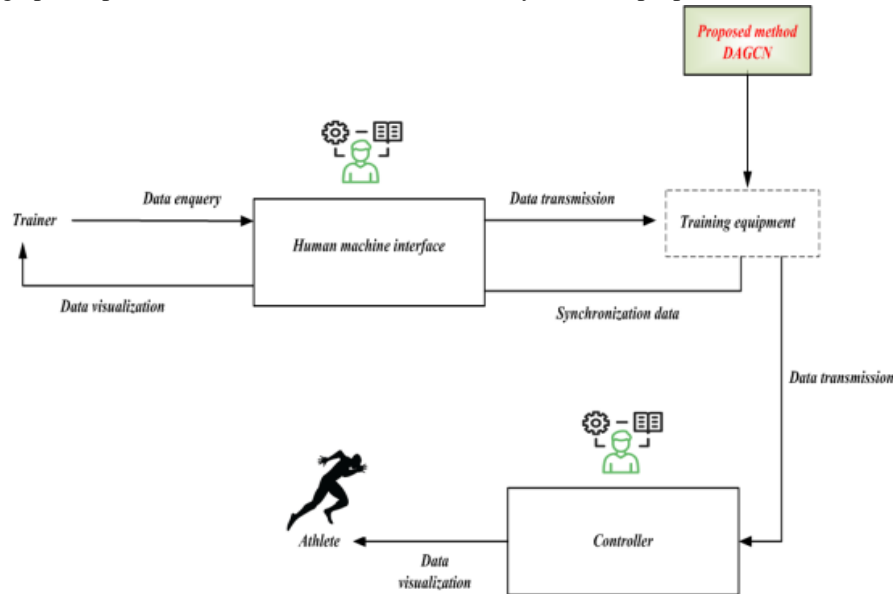 Proposed method
DAGCN
Data enquery
Data transmission
Trainer
Human machine interface
Training equipment
Data visualization
Synchronization data
Data transmission
Athlete
Controller
Data
visualization